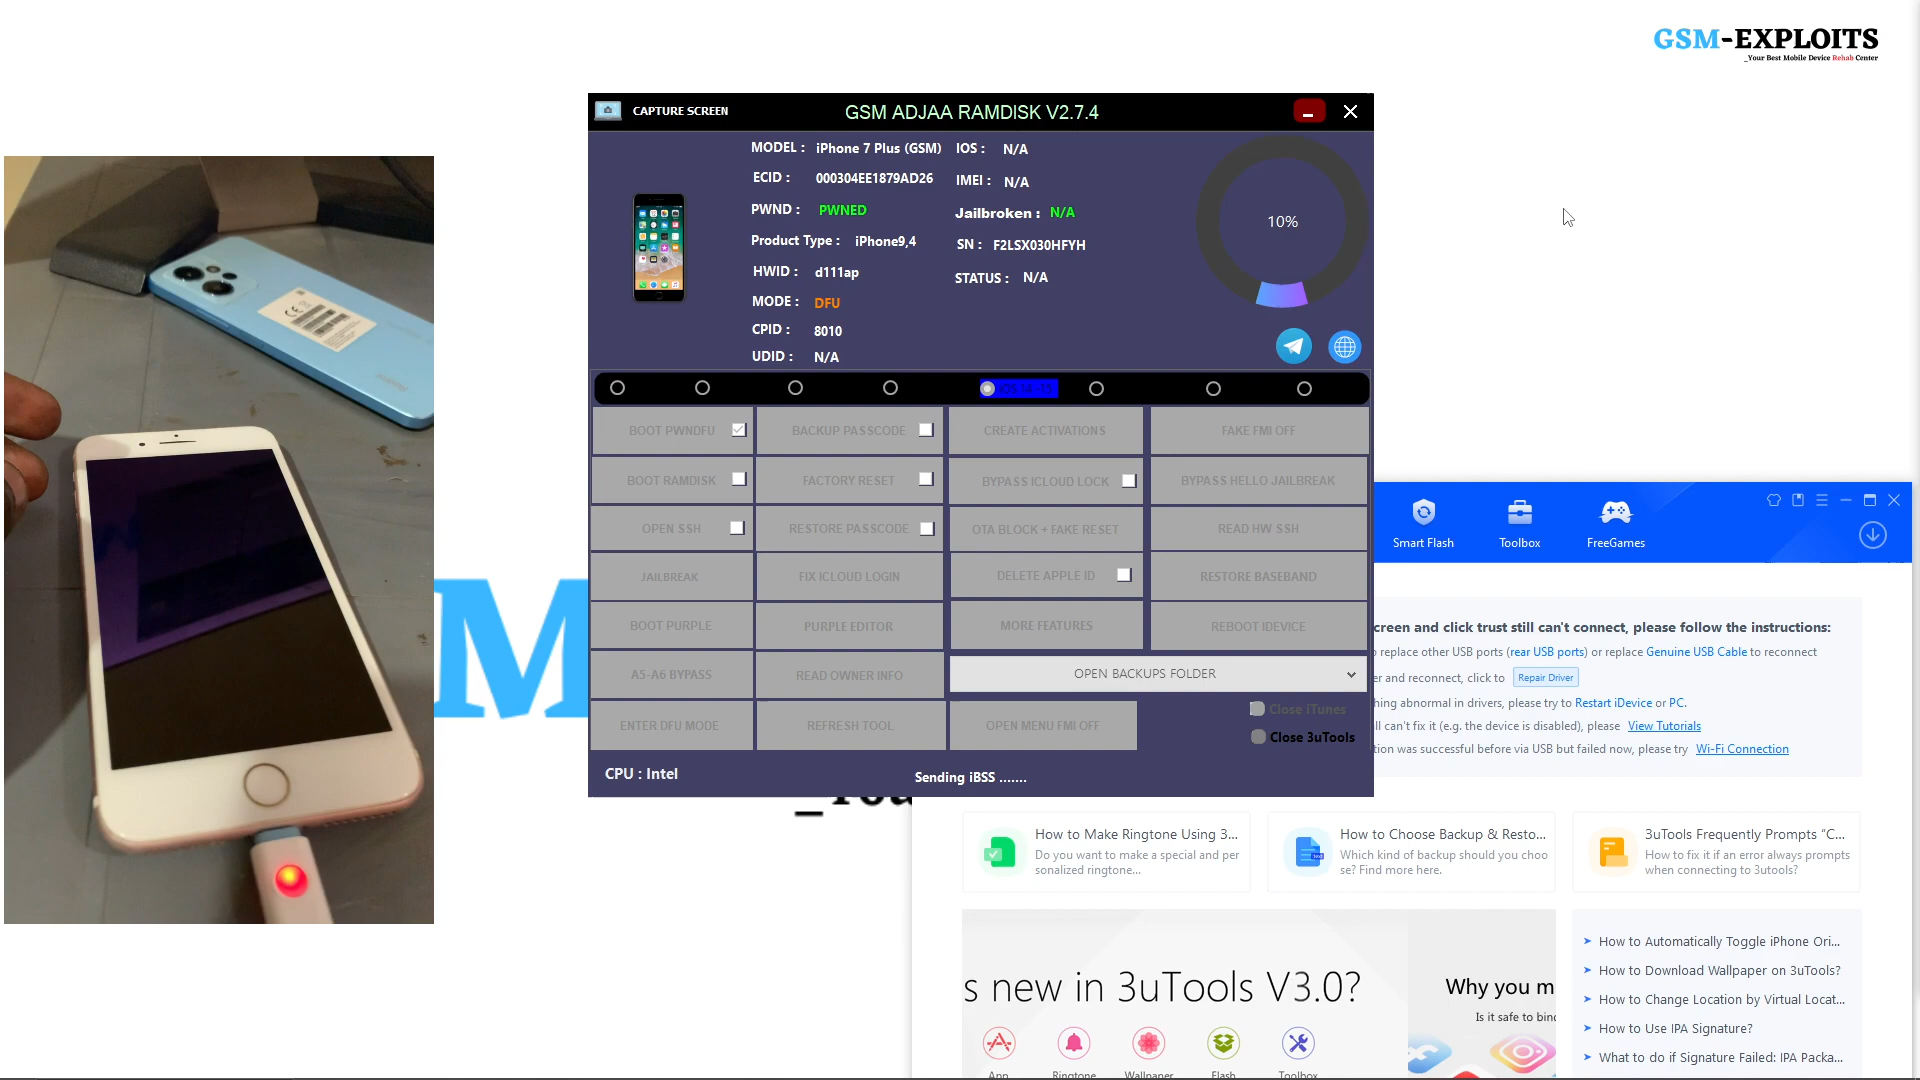 GSM-EXPLOITS
_Your Best Mobile Device Rehab Center
CAPTURE SCREEN
GSM ADJAA RAMDISK V2.7.4
MODEL : iPhone 7 Plus (GSM)
ECID : 000304EE1879AD26
PWND : PWNED
Product Type : iPhone9,4
HWID : d111ap
MODE : DFU
CPID : 8010
UDID : N/A
IOS : N/A
IMEI : N/A
Jailbroken : N/A
SN : F2LSX030HFYH
STATUS : N/A
10%
BOOT PWNDFU
BACKUP PASSCODE
CREATE ACTIVATIONS
FAKE FMI OFF
BOOT RAMDISK
FACTORY RESET
BYPASS ICLOUD LOCK
BYPASS HELLO JAILBREAK
OPEN SSH
RESTORE PASSCODE
OTA BLOCK + FAKE RESET
READ HW SSH
JAILBREAK
FIX ICLOUD LOGIN
DELETE APPLE ID
RESTORE BASEBAND
BOOT PURPLE
PURPLE EDITOR
MORE FEATURES
REBOOT IDEVICE
A5-A6 BYPASS
READ OWNER INFO
OPEN BACKUPS FOLDER
ENTER DFU MODE
REFRESH TOOL
OPEN MENU FMI OFF
Close iTunes
Close 3uTools
CPU : Intel
Sending iBSS .......
M
Smart Flash
Toolbox
FreeGames
creen and click trust still can't connect, please follow the instructions:
replace other USB ports (rear USB ports) or replace Genuine USB Cable to reconnect
er and reconnect, click to Repair Driver
hing abnormal in drivers, please try to Restart iDevice or PC.
ll can't fix it (e.g. the device is disabled), please View Tutorials
tion was successful before via USB but failed now, please try Wi-Fi Connection
How to Make Ringtone Using 3...
Do you want to make a special and per
sonalized ringtone...
How to Choose Backup & Resto...
Which kind of backup should you choo
se? Find more here.
3uTools Frequently Prompts “C...
How to fix it if an error always prompts
when connecting to 3utools?
s new in 3uTools V3.0?
App
Ringtone
Wallpaper
Flash
Toolbox
Why you m
Is it safe to binc
How to Automatically Toggle iPhone Ori...
How to Download Wallpaper on 3uTools?
How to Change Location by Virtual Locat...
How to Use IPA Signature?
What to do if Signature Failed: IPA Packa...